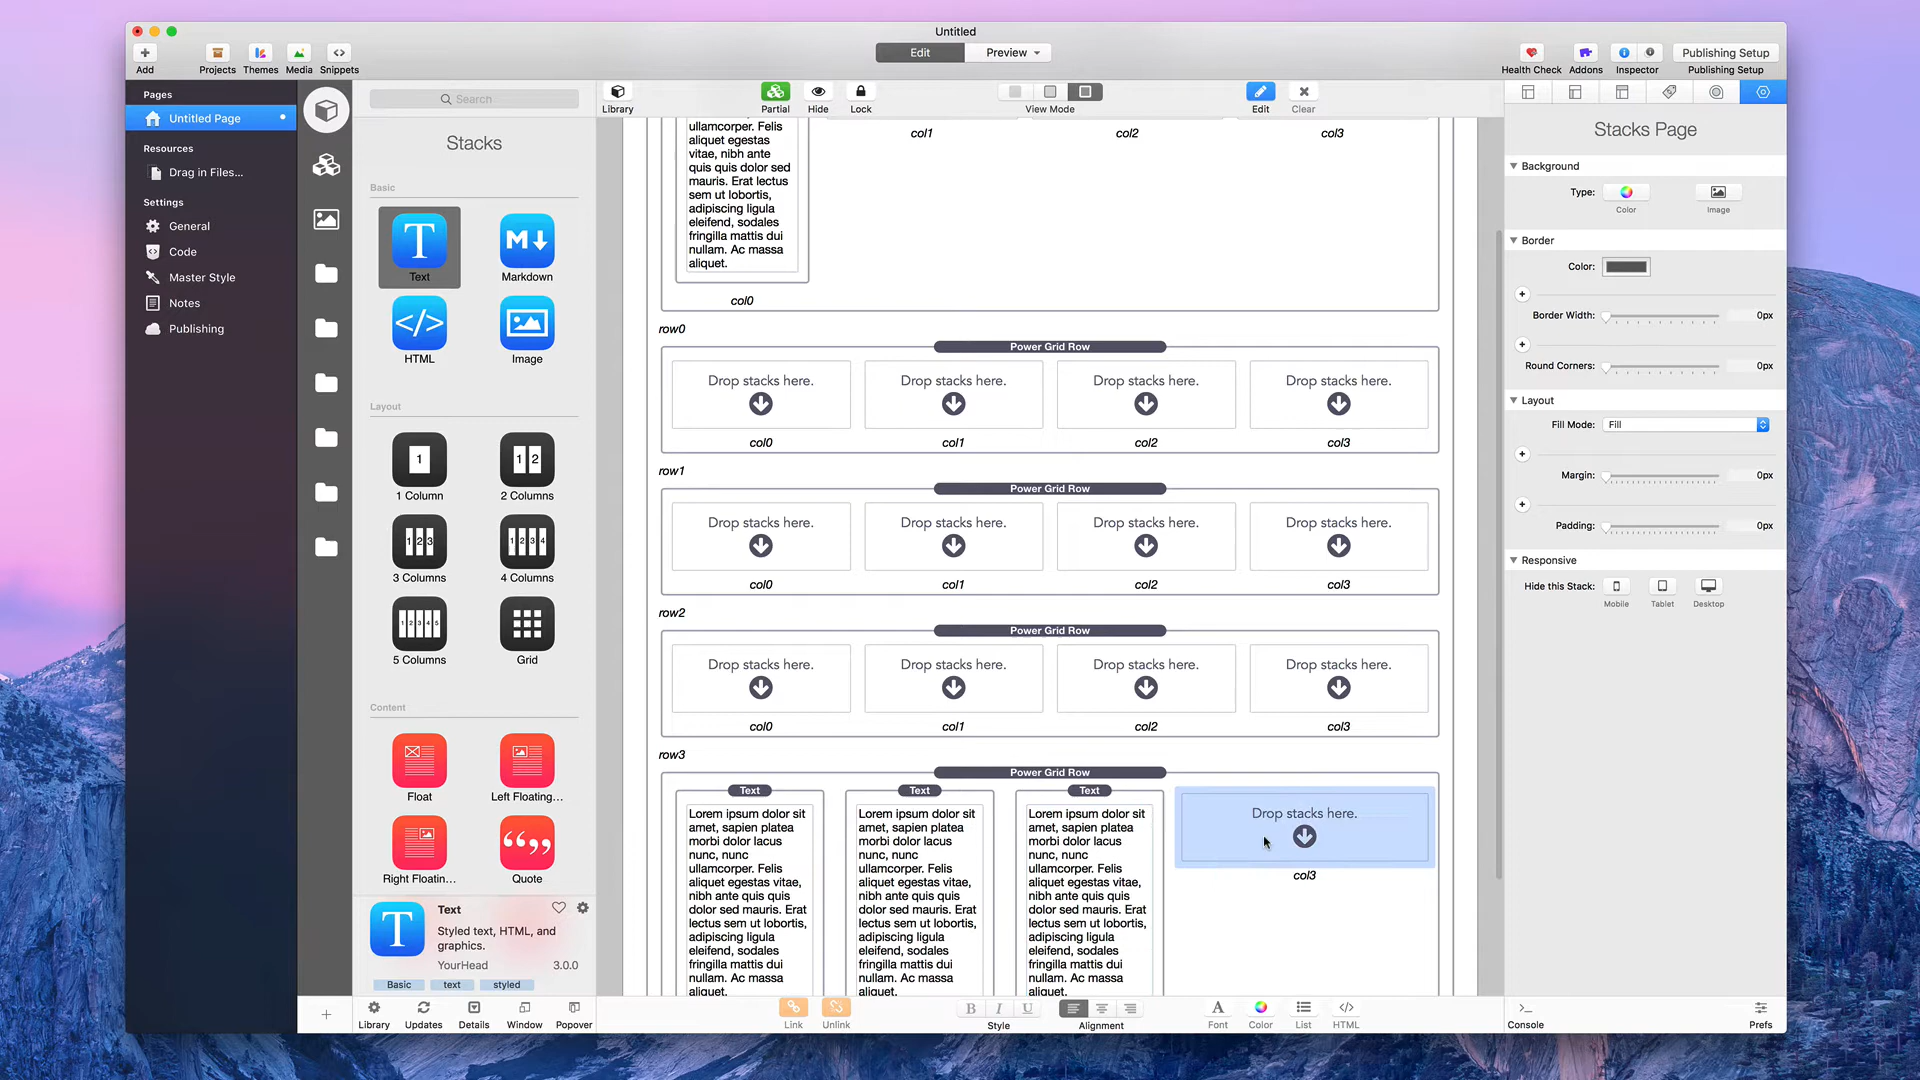 Untitled
Add
Projects
Themes
Media
Snippets
Edit
Preview
Health Check
Addons
Inspector
Publishing Setup
Publishing Setup
Pages
Untitled Page
Resources
Drag in Files...
Settings
General
Code
Master Style
Notes
Publishing
Search
Stacks
Basic
Text
Markdown
HTML
Image
Layout
1 Column
2 Columns
3 Columns
4 Columns
5 Columns
Grid
Content
Float
Left Floating...
Right Floatin...
Quote
Text
Styled text, HTML, and
graphics.
YourHead
3.0.0
Basic
text
styled
Library
Updates
Details
Window
Popover
Library
Partial
Hide
Lock
View Mode
Edit
Clear
ullamcorper. Felis
aliquet egestas
vitae, nibh ante
quis quis dolor sed
mauris. Erat lectus
sem ut lobortis,
adipiscing ligula
eleifend, sodales
fringilla mattis dui
nullam. Ac massa
aliquet.
col0
col1
col2
col3
row0
Power Grid Row
Drop stacks here.
Drop stacks here.
Drop stacks here.
Drop stacks here.
col0
col1
col2
col3
row1
Power Grid Row
Drop stacks here.
Drop stacks here.
Drop stacks here.
Drop stacks here.
col0
col1
col2
col3
row2
Power Grid Row
Drop stacks here.
Drop stacks here.
Drop stacks here.
Drop stacks here.
col0
col1
col2
col3
row3
Power Grid Row
Text
Lorem ipsum dolor sit
amet, sapien platea
morbi dolor lacus
nunc, nunc
ullamcorper. Felis
aliquet egestas vitae,
nibh ante quis quis
dolor sed mauris. Erat
lectus sem ut lobortis,
adipiscing ligula
eleifend, sodales
fringilla mattis dui
nullam. Ac massa
aliquet.
Text
Lorem ipsum dolor sit
amet, sapien platea
morbi dolor lacus
nunc, nunc
ullamcorper. Felis
aliquet egestas vitae,
nibh ante quis quis
dolor sed mauris. Erat
lectus sem ut lobortis,
adipiscing ligula
eleifend, sodales
fringilla mattis dui
nullam. Ac massa
aliquet.
Text
Lorem ipsum dolor sit
amet, sapien platea
morbi dolor lacus
nunc, nunc
ullamcorper. Felis
aliquet egestas vitae,
nibh ante quis quis
dolor sed mauris. Erat
lectus sem ut lobortis,
adipiscing ligula
eleifend, sodales
fringilla mattis dui
nullam. Ac massa
aliquet.
Drop stacks here.
col3
Link
Unlink
B I U
Style
Alignment
Font
Color
List
HTML
Stacks Page
Background
Type:
Color
Image
Border
Color:
Border Width:
0px
Round Corners:
0px
Layout
Fill Mode:
Fill
Margin:
0px
Padding:
0px
Responsive
Hide this Stack:
Mobile
Tablet
Desktop
Console
Prefs